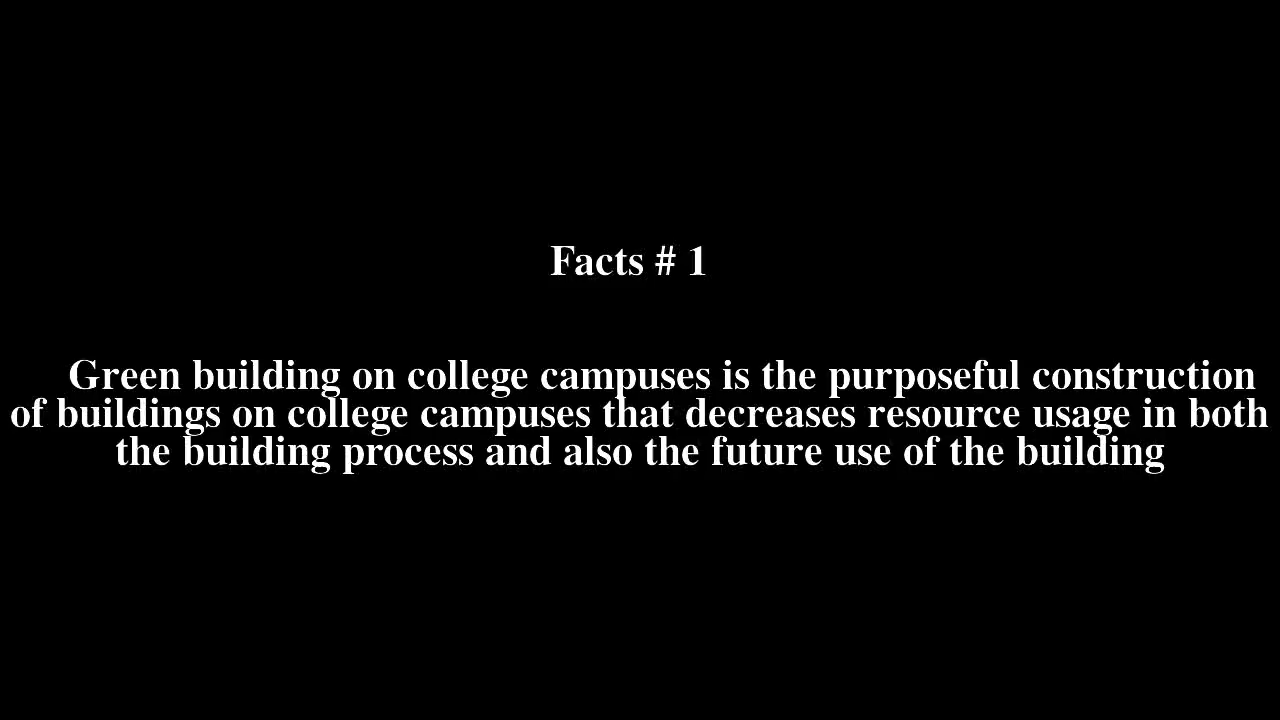 Facts # 1
Green building on college campuses is the purposeful construction
of buildings on college campuses that decreases resource usage in both
the building process and also the future use of the building